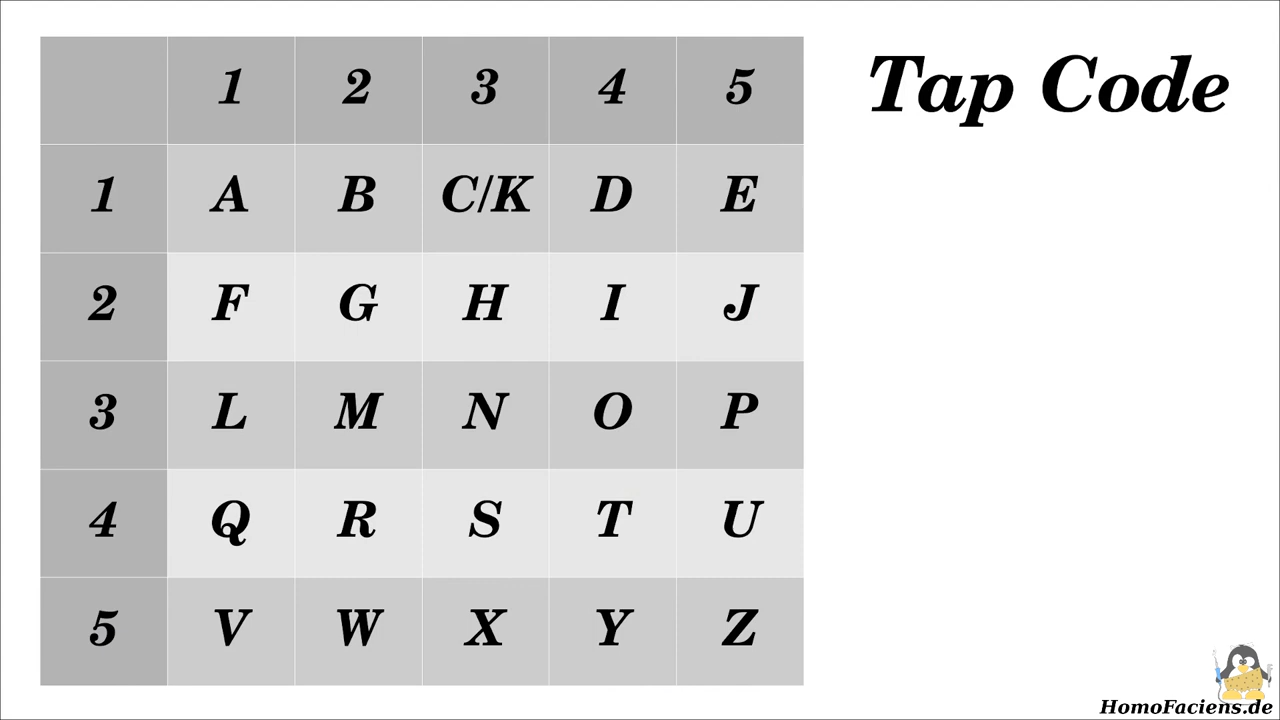 Tap Code
1 2 3 4 5
1 A B C/K D E
2 F G H I J
3 L M N O P
4 Q R S T U
5 V W X Y Z
HomoFaciens.de